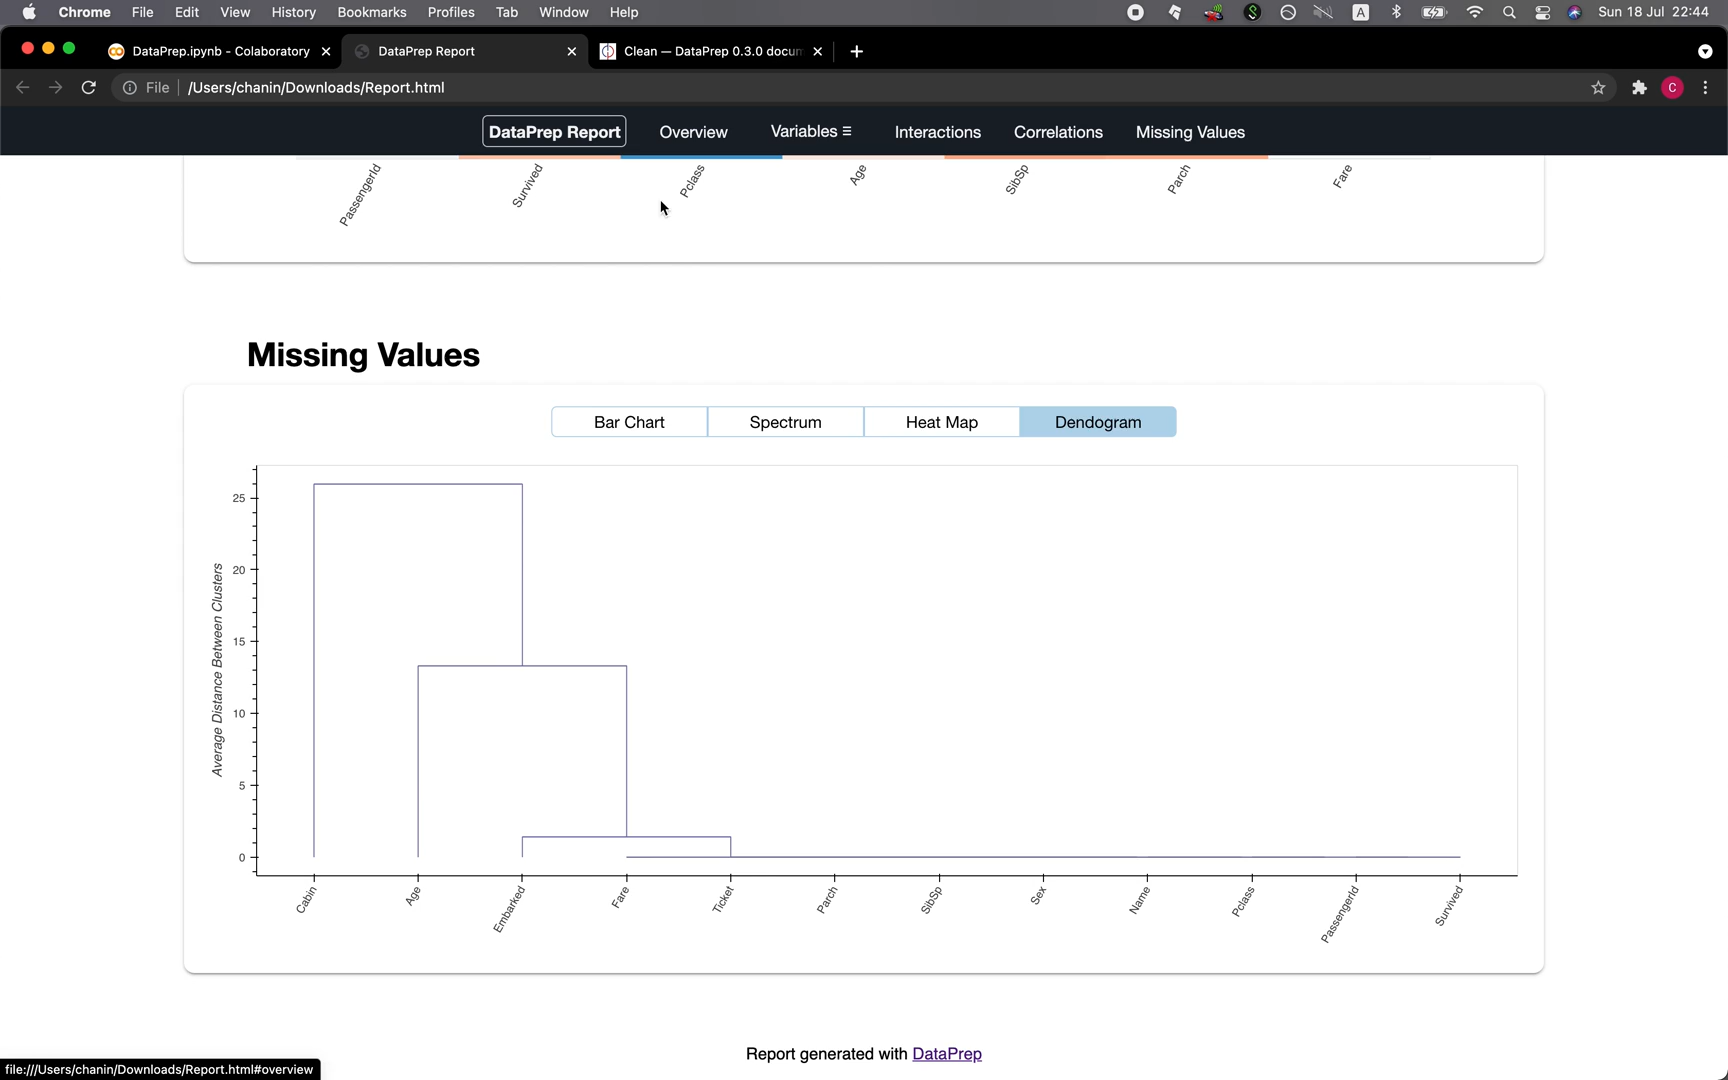 Chrome File Edit View History Bookmarks Profiles Tab Window Help A Sun 18 Jul 22:44
DataPrep.ipynb - Colaboratory DataPrep Report Clean — DataPrep 0.3.0 docum
File /Users/chanin/Downloads/Report.html C
DataPrep Report Overview Variables Interactions Correlations Missing Values
PassengerId Survived Pclass Age SibSp Parch Fare
Missing Values
Bar Chart Spectrum Heat Map Dendogram
25
20
15
10
5
0
Average Distance Between Clusters
Cabin Age Embarked Fare Ticket Parch SibSp Sex Name Pclass PassengerId Survived
Report generated with DataPrep
file:///Users/chanin/Downloads/Report.html#overview